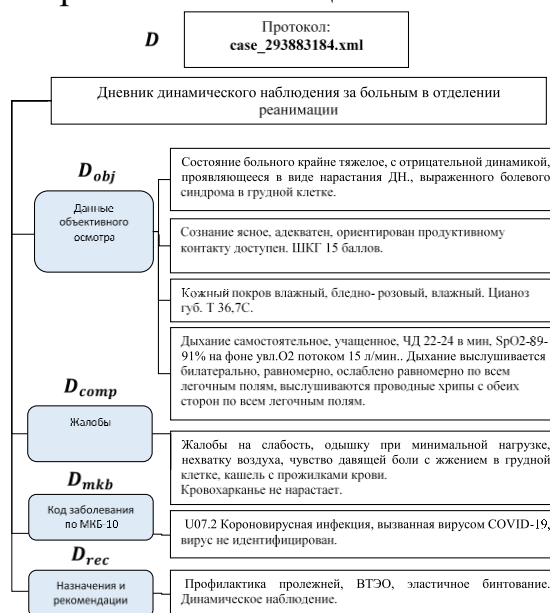 D
Протокол:
case_293883184.xml
Дневник динамического наблюдения за больным в отделении
реанимации
D_obj
Данные
объективного
осмотра
Состояние больного крайне тяжелое, с отрицательной динамикой,
проявляющееся в виде нарастания ДН., выраженного болевого
синдрома в грудной клетке.
Сознание ясное, адекватен, ориентирован продуктивному
контакту доступен. ШКГ 15 баллов.
Кожный покров влажный, бледно- розовый, влажный. Цианоз
губ. Т 36,7С.
Дыхание самостоятельное, учащенное, ЧД 22-24 в мин, SpO2-89-
91% на фоне увл.О2 потоком 15 л/мин.. Дыхание выслушивается
билатерально, равномерно, ослаблено равномерно по всем
легочным полям, выслушиваются проводные хрипы с обеих
сторон по всем легочным полям.
D_comp
Жалобы
Жалобы на слабость, одышку при минимальной нагрузке,
нехватку воздуха, чувство давящей боли с жжением в грудной
клетке, кашель с прожилками крови.
Кровохарканье не нарастает.
D_mkb
Код заболевания
по МКБ-10
U07.2 Короновирусная инфекция, вызванная вирусом COVID-19,
вирус не идентифицирован.
D_rec
Назначения и
рекомендации
Профилактика пролежней, ВТЭО, эластичное бинтование.
Динамическое наблюдение.